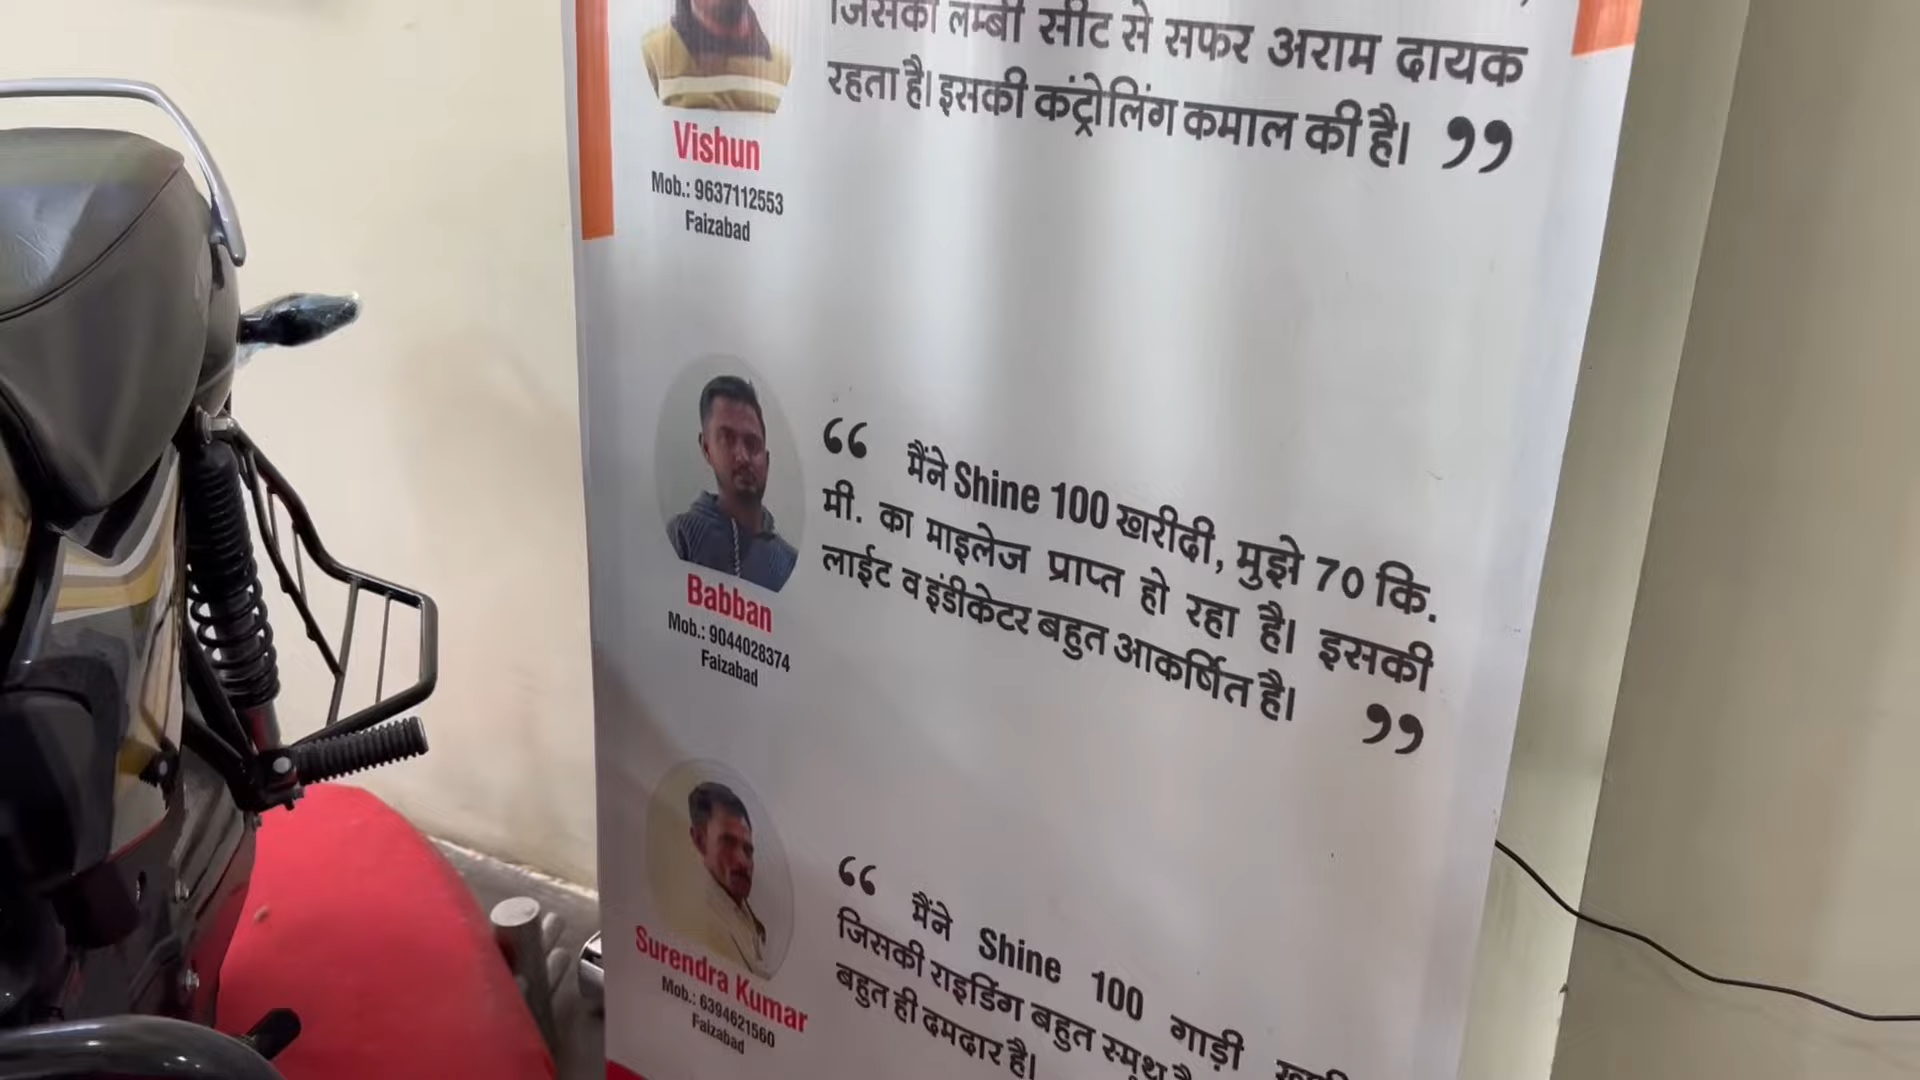 जिसकी लम्बी सीट से सफर अराम दायक
रहता है। इसकी कंट्रोलिंग कमाल की है। ”
Vishun
Mob.: 9637112553
Faizabad
“ मैंने Shine 100 खरीदी, मुझे 70 कि.
मी. का माइलेज प्राप्त हो रहा है। इसकी
लाईट व इंडीकेटर बहुत आकर्षित है। ”
Babban
Mob.: 9044028374
Faizabad
“ मैंने Shine 100 गाड़ी
जिसकी राइडिंग बहुत स्मूथ
बहुत ही दमदार है।
Surendra Kumar
Mob.: 6394621560
Faizabad